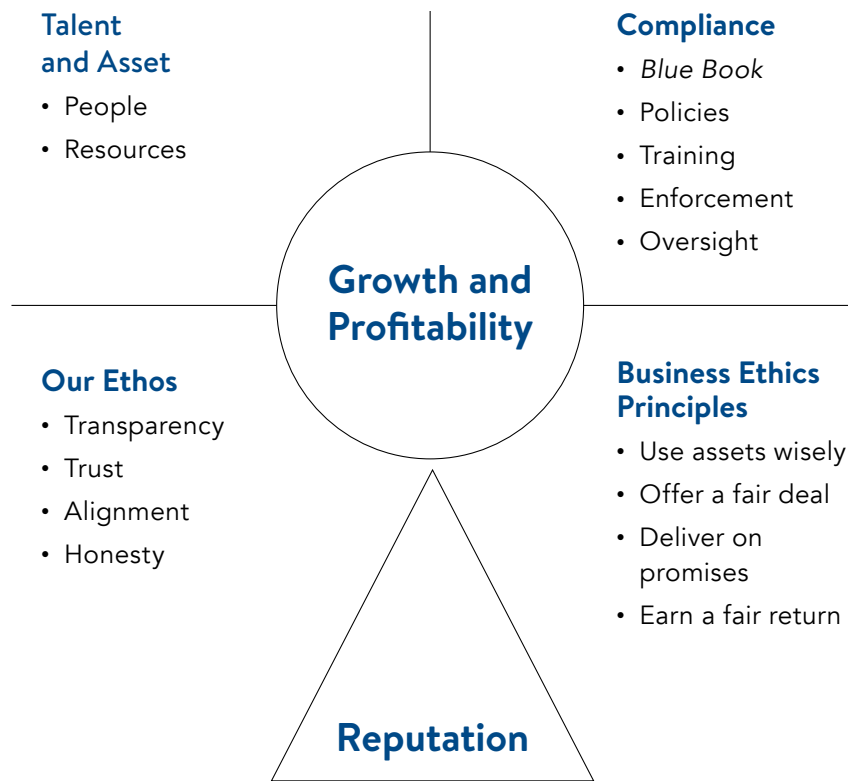 Talent
and Asset
• People
• Resources
Compliance
• Blue Book
• Policies
• Training
• Enforcement
• Oversight
Growth and
Profitability
Our Ethos
• Transparency
• Trust
• Alignment
• Honesty
Business Ethics
Principles
• Use assets wisely
• Offer a fair deal
• Deliver on
promises
• Earn a fair return
Reputation